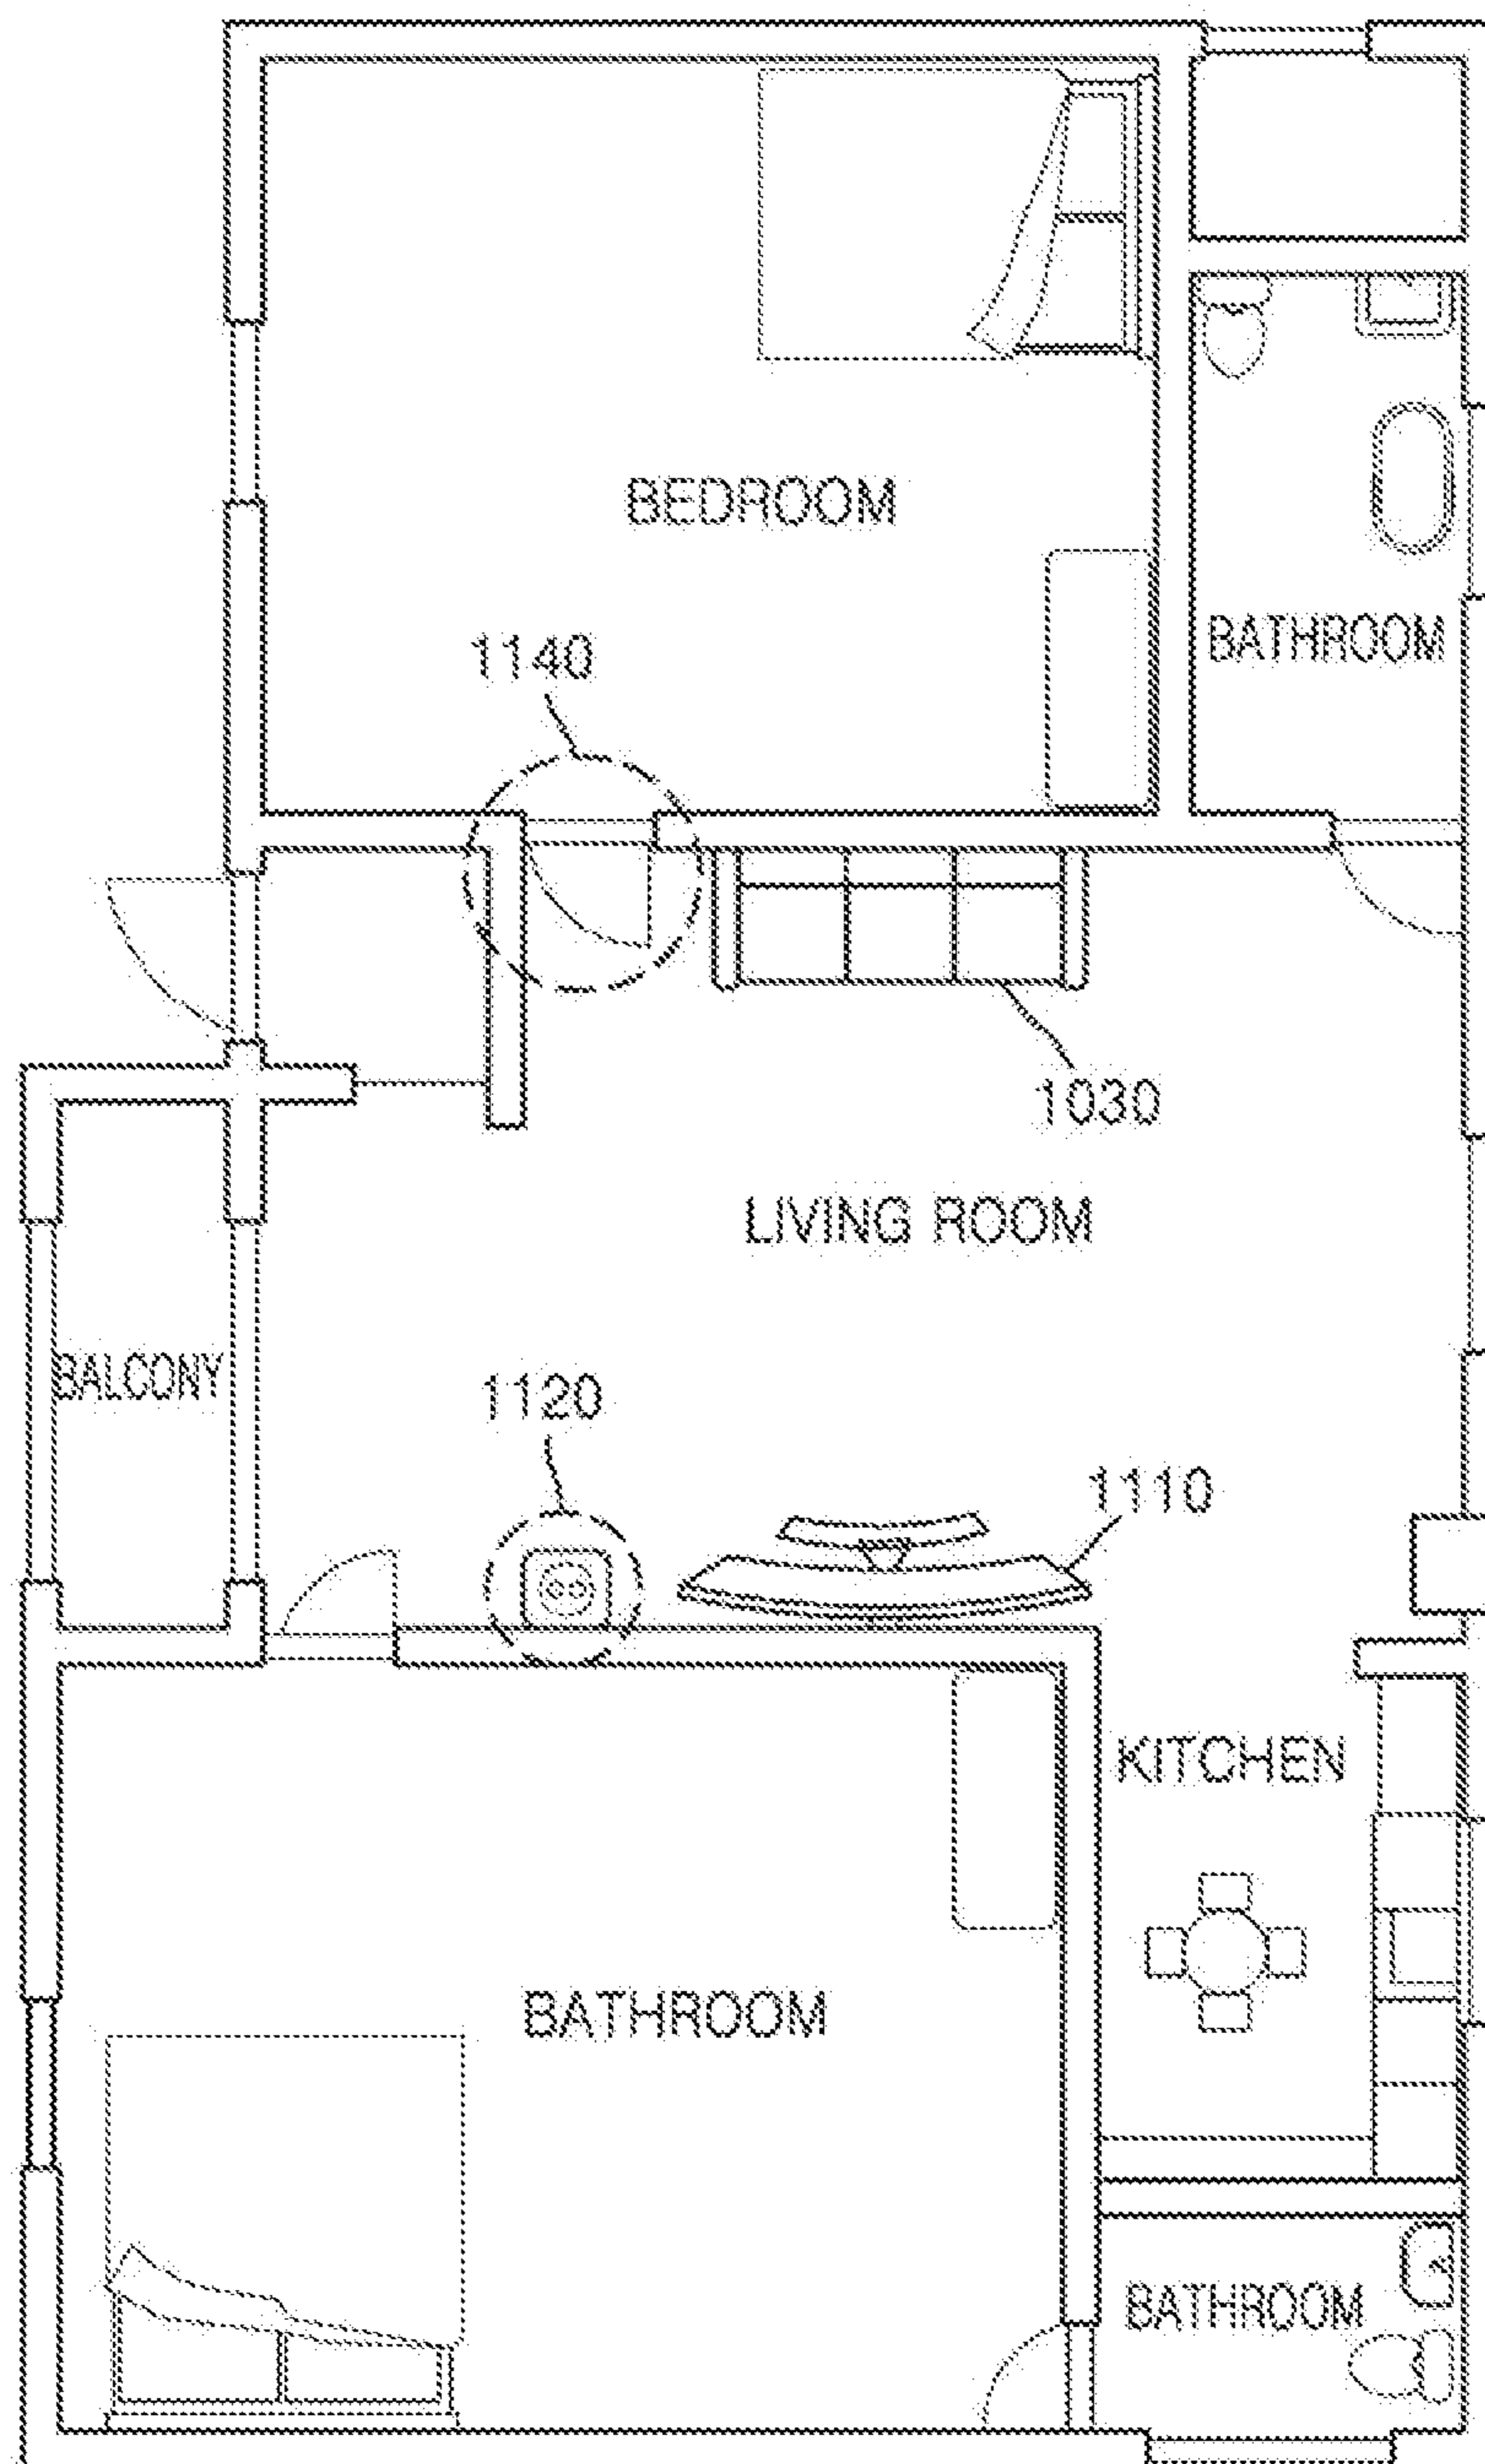 BEDROOM
BATHROOM
1140
1030
LIVING ROOM
BALCONY
1120
1110
KITCHEN
BATHROOM
BATHROOM